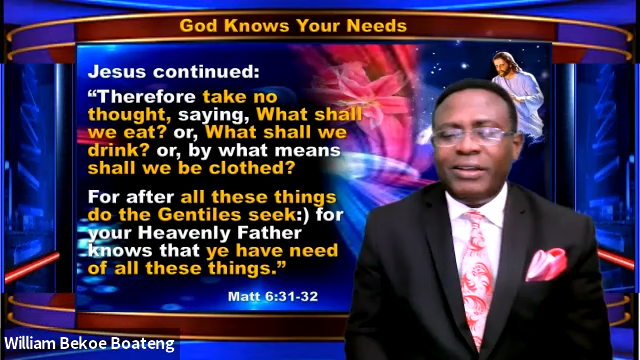 God Knows Your Needs
Jesus continued:
“Therefore take no
thought, saying, What shall
we eat? or, What shall we
drink? or, by what means
shall we be clothed?
For after all these things
do the Gentiles seek:) for
your Heavenly Father
knows that ye have need
of all these things.”
Matt 6:31-32
William Bekoe Boateng